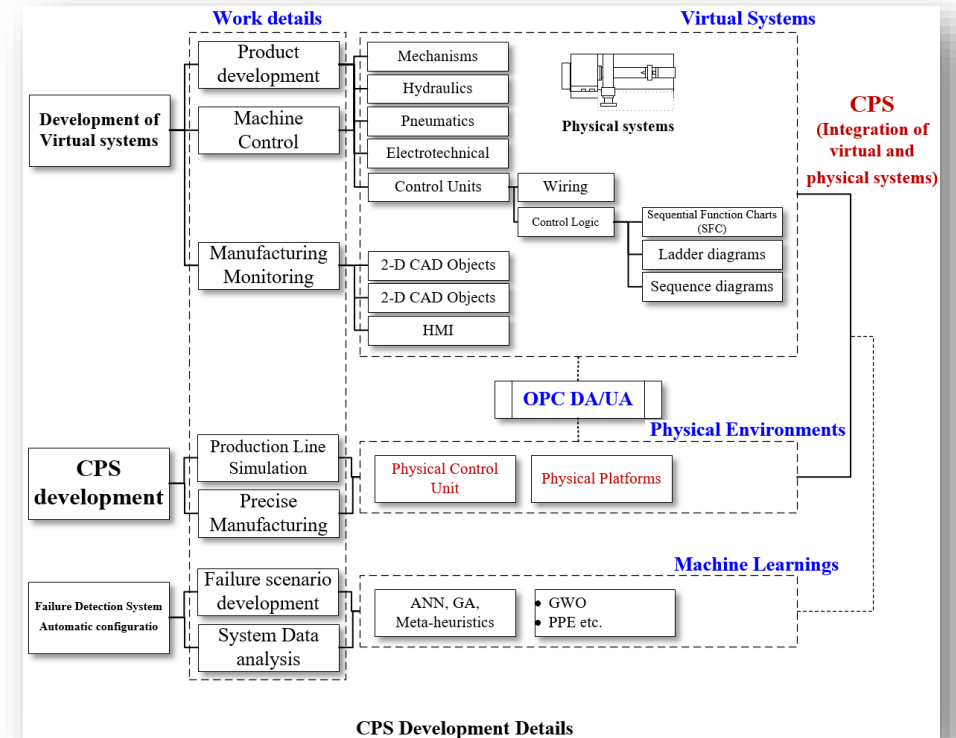 Work details
Virtual Systems
Development of
Virtual systems
Product
development
Machine
Control
Manufacturing
Monitoring
Mechanisms
Hydraulics
Pneumatics
Electrotechnical
Control Units
Wiring
Control Logic
Sequential Function Charts
(SFC)
Ladder diagrams
Sequence diagrams
Physical systems
CPS
(Integration of
virtual and
physical systems)
2-D CAD Objects
2-D CAD Objects
HMI
OPC DA/UA
Physical Environments
CPS
development
Production Line
Simulation
Precise
Manufacturing
Physical Control
Unit
Physical Platforms
Machine Learnings
Failure Detection System
Automatic configuratio
Failure scenario
development
System Data
analysis
ANN, GA,
Meta-heuristics
• GWO
• PPE etc.
CPS Development Details